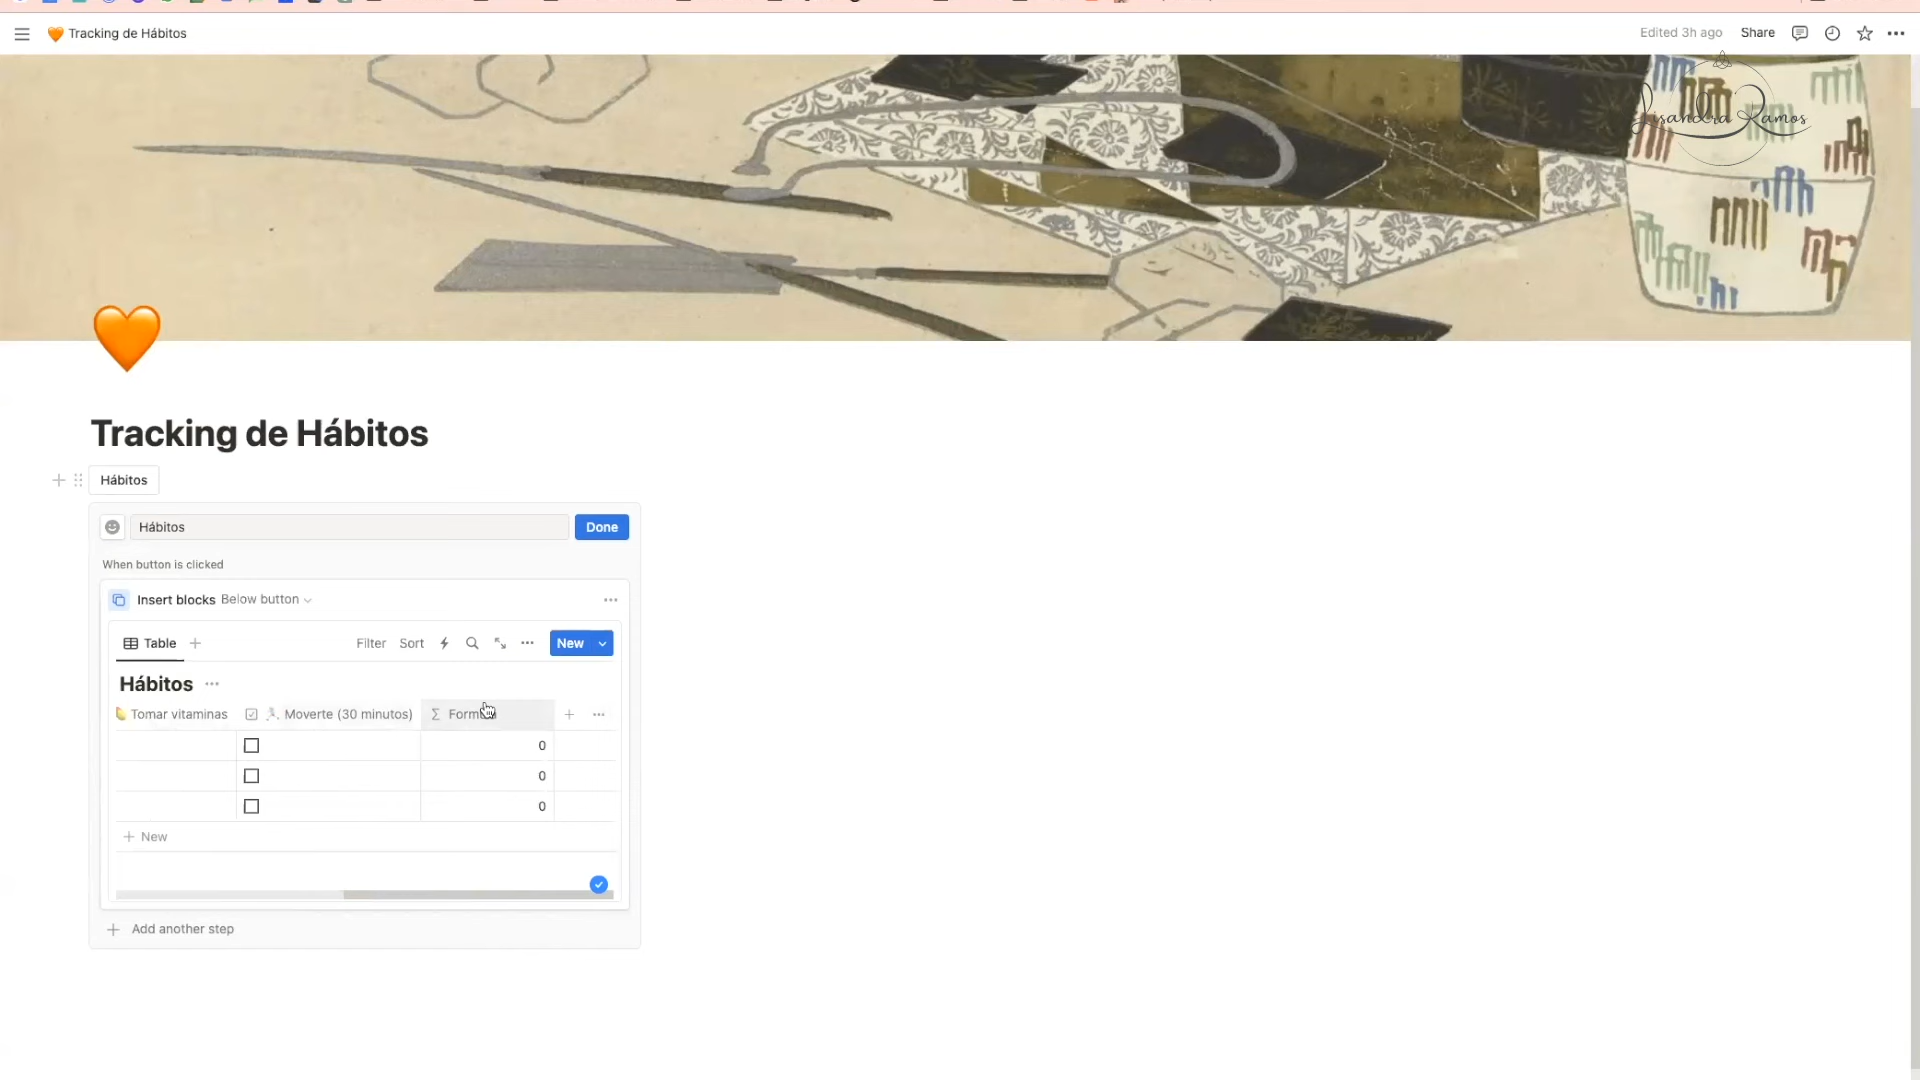 Tracking de Hábitos
Edited 3h ago
Share
Lisandra Ramos
Tracking de Hábitos
Hábitos
Hábitos
Done
When button is clicked
Insert blocks Below button
Table
Filter
Sort
New
Hábitos
Tomar vitaminas
Moverte (30 minutos)
0
0
0
New
Add another step